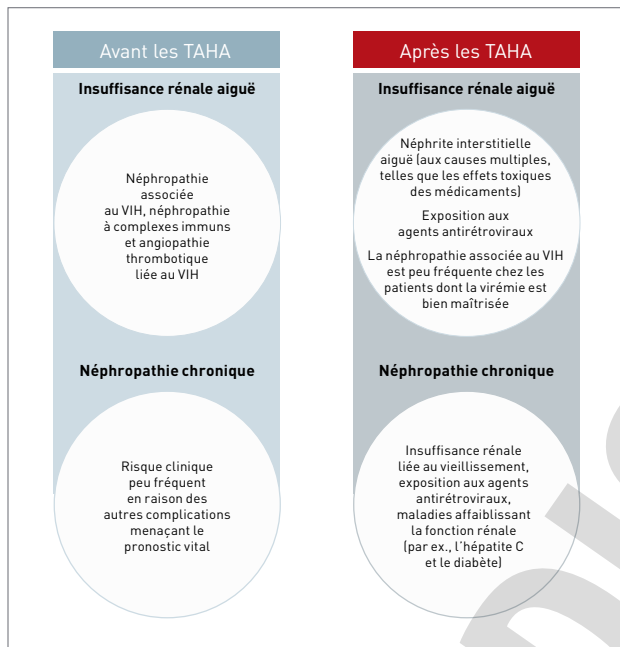 Avant les TAHA
Insuffisance rénale aiguë
Néphropathie
associée
au VIH, néphropathie
à complexes immuns
et angiopathie
thrombotique
liée au VIH
Néphropathie chronique
Risque clinique
peu fréquent
en raison des
autres complications
menaçant le
pronostic vital
Après les TAHA
Insuffisance rénale aiguë
Néphrite interstitielle
aiguë (aux causes multiples,
telles que les effets toxiques
des médicaments)
Exposition aux
agents antirétroviraux
La néphropathie associée au VIH
est peu fréquente chez les
patients dont la virémie est
bien maîtrisée
Néphropathie chronique
Insuffisance rénale
liée au vieillissement,
exposition aux agents
antirétroviraux,
maladies affaiblissant
la fonction rénale
(par ex., l'hépatite C
et le diabète)